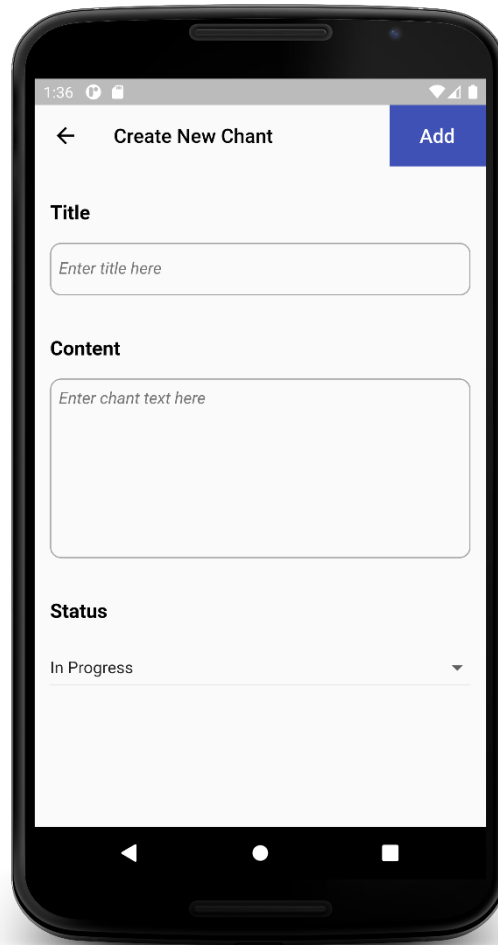 1:36
Create New Chant
Add
Title
Enter title here
Content
Enter chant text here
Status
In Progress